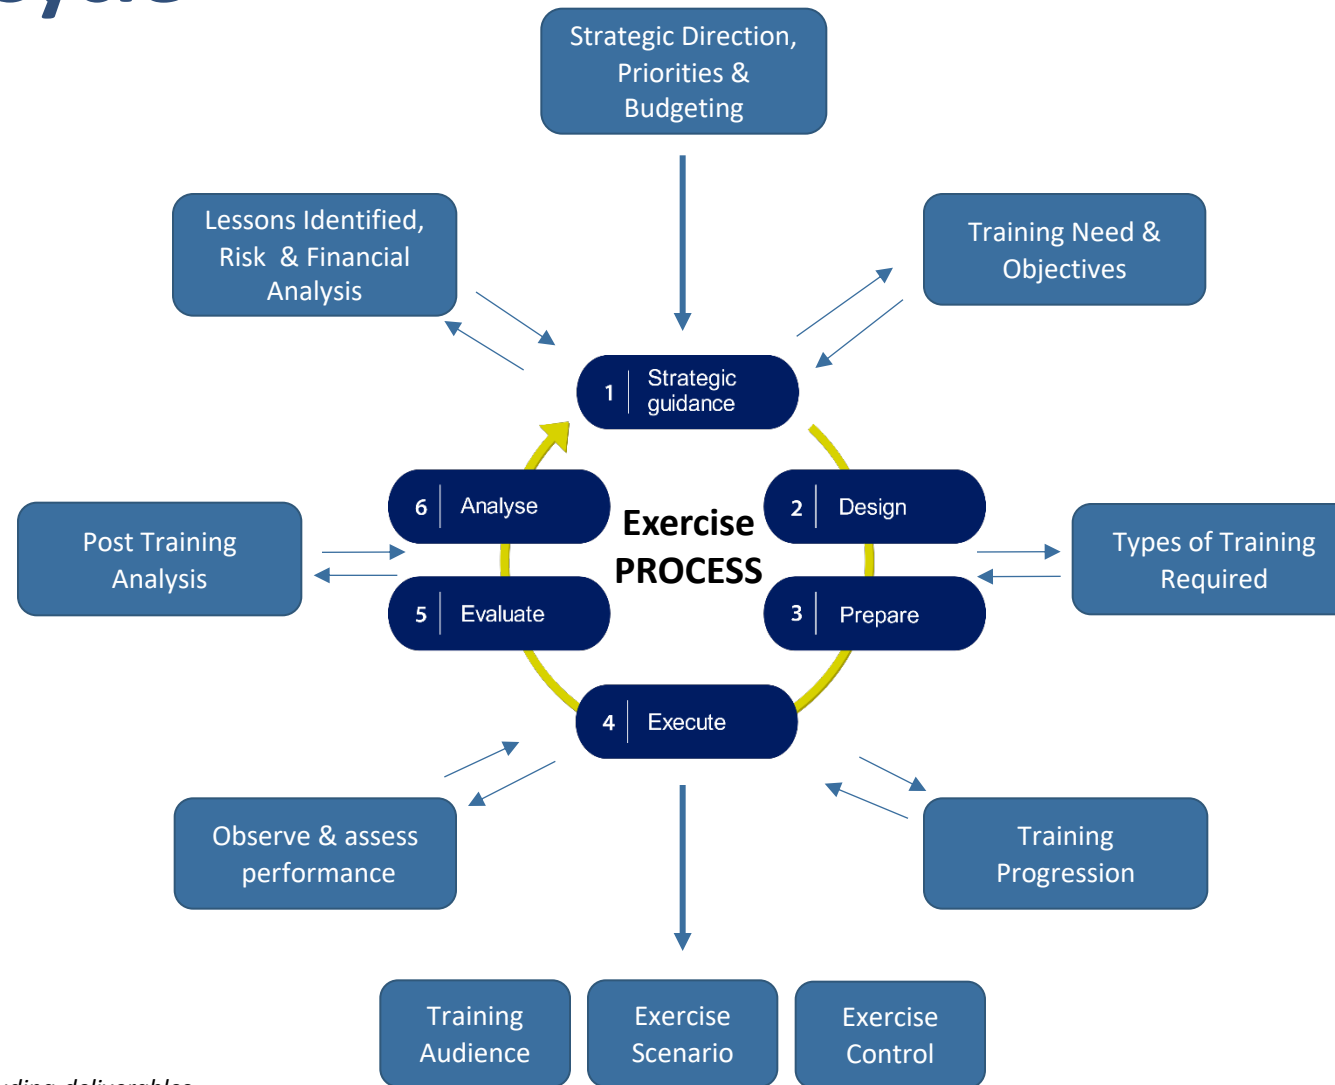 Strategic Direction,
Priorities &
Budgeting
Lessons Identified,
Risk & Financial
Analysis
Training Need &
Objectives
1 Strategic
guidance
6 Analyse
2 Design
Exercise
PROCESS
Post Training
Analysis
Types of Training
Required
5 Evaluate
3 Prepare
4 Execute
Observe & assess
performance
Training
Progression
Training
Audience
Exercise
Scenario
Exercise
Control
deliverables